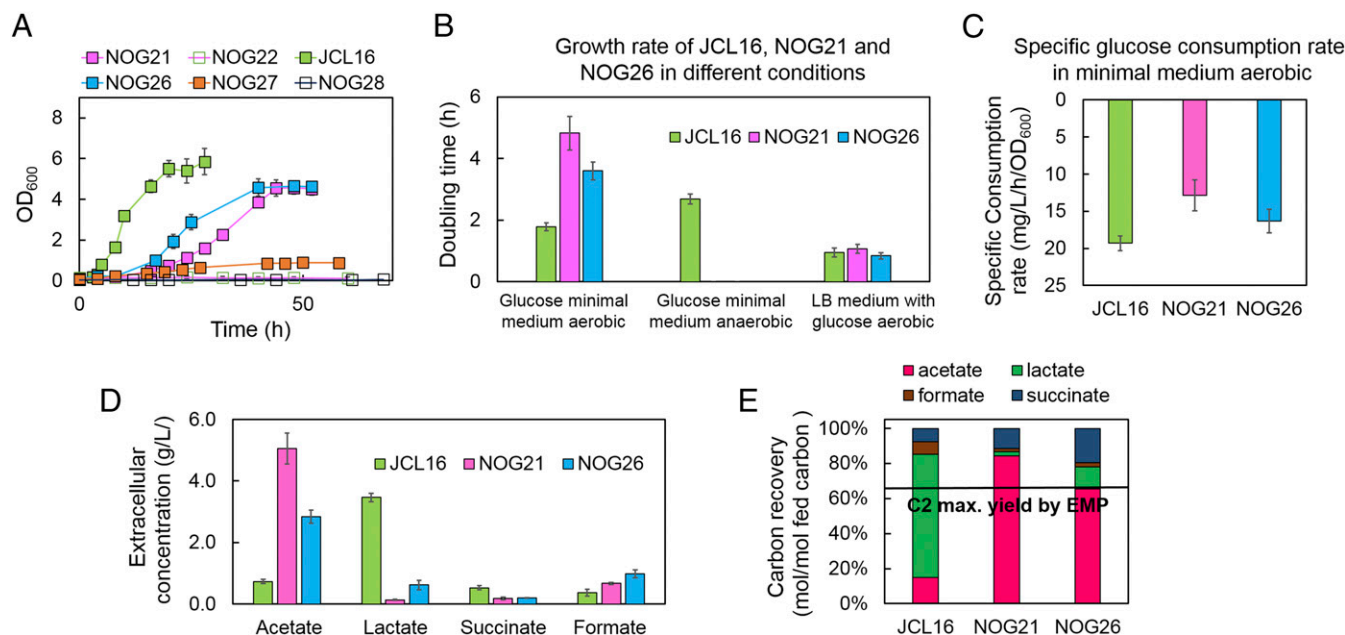 A
NOG21 NOG22 JCL16
NOG26 NOG27 NOG28
8
6
4
2
0
0 50
OD600
Time (h)
B
Growth rate of JCL16, NOG21 and
NOG26 in different conditions
6
4
2
0
Doubling time (h)
JCL16 NOG21 NOG26
Glucose minimal
medium aerobic
Glucose minimal
medium anaerobic
LB medium with
glucose aerobic
C
Specific glucose consumption rate
in minimal medium aerobic
0
5
10
15
20
25
Specific Consumption
rate (mg/L/h/OD600)
JCL16 NOG21 NOG26
D
6.0
4.0
2.0
0.0
Extracellular
concentration (g/L/)
JCL16 NOG21 NOG26
Acetate Lactate Succinate Formate
E
acetate lactate
formate succinate
100%
80%
60%
40%
20%
0%
Carbon recovery
(mol/mol fed carbon )
C2 max. yield by EMP
JCL16 NOG21 NOG26